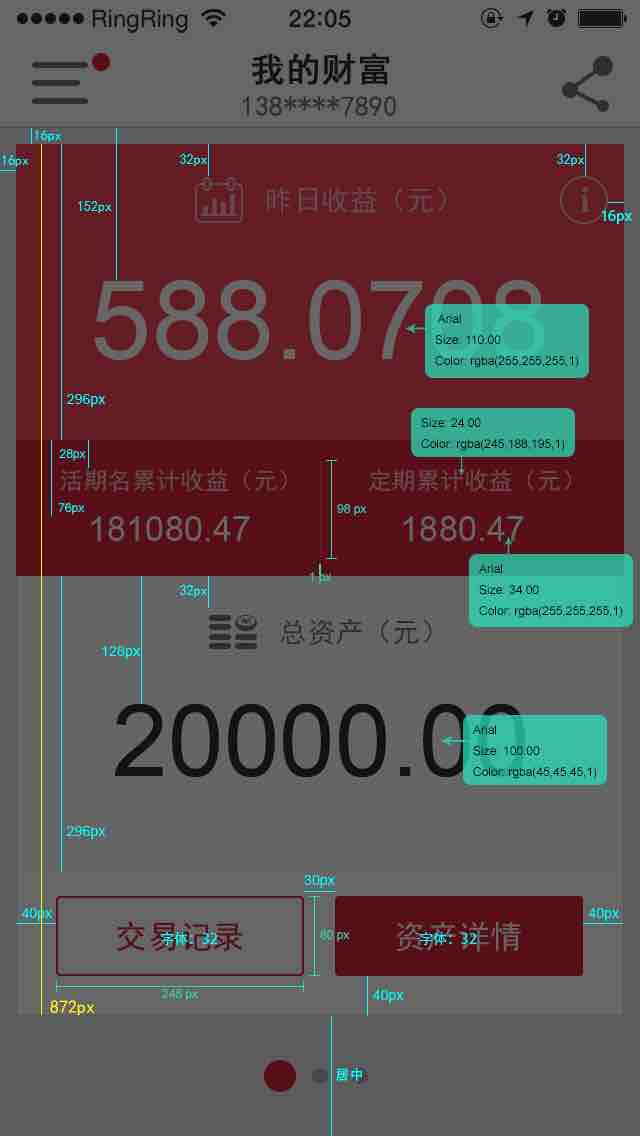 RingRing 22:05
我的财富
138****7890
16px
16px 32px 32px
152px 昨日收益（元） i 16px
588.0798
Arial
Size: 110.00
Color: rgba(255,255,255,1)
296px
Size: 24.00
Color: rgba(245,188,195,1)
28px
活期名累计收益（元） 定期累计收益（元）
76px 98 px
181080.47 1880.47
Arial
Size: 34.00
Color: rgba(255,255,255,1)
1 px
32px
总资产（元）
128px
20000.00
Arial
Size: 100.00
Color: rgba(45,45,45,1)
296px
30px
40px 40px
交易记录 字体：32 80 px 资产详情 字体：32
248 px 40px
872px
居中